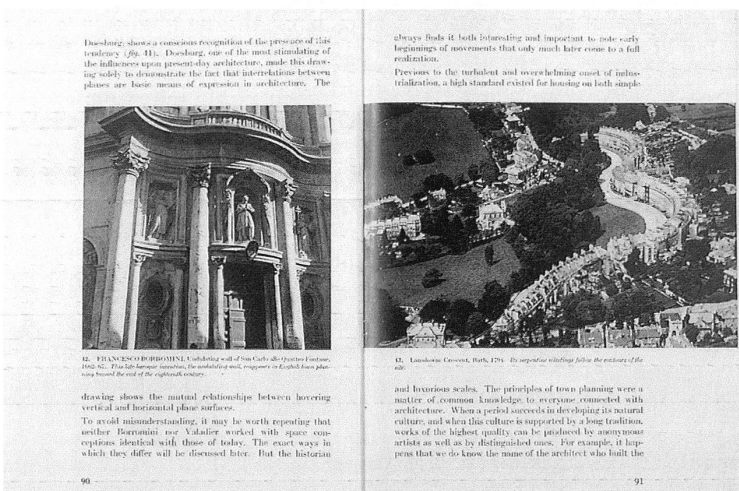 Doesburg, shows a conscious recognition of the presence of this
tendency (fig. 41). Doesburg, one of the most stimulating of
the influences upon present-day architecture, made this draw-
ing solely to demonstrate the fact that interrelations between
planes are basic means of expression in architecture. The
42. FRANCESCO BORROMINI, Undulating wall of San Carlo alle Quattro Fontane,
1662-67. This late baroque invention, the undulating wall, reappears in English town plan-
ning toward the end of the eighteenth century.
drawing shows the mutual relationships between hovering
vertical and horizontal plane surfaces.
To avoid misunderstanding, it may be worth repeating that
neither Borromini nor Valadier worked with space con-
ceptions identical with those of today. The exact ways in
which they differ will be discussed later. But the historian
90
always finds it both interesting and important to note early
beginnings of movements that only much later come to a full
realization.
Previous to the turbulent and overwhelming onset of indus-
trialization, a high standard existed for housing on both simple
43. Lansdowne Crescent, Bath, 1794. Its serpentine windings follow the contours of the
site.
and luxurious scales. The principles of town planning were a
matter of common knowledge to everyone connected with
architecture. When a period succeeds in developing its natural
culture, and when this culture is supported by a long tradition,
works of the highest quality can be produced by anonymous
artists as well as by distinguished ones. For example, it hap-
pens that we do know the name of the architect who built the
91